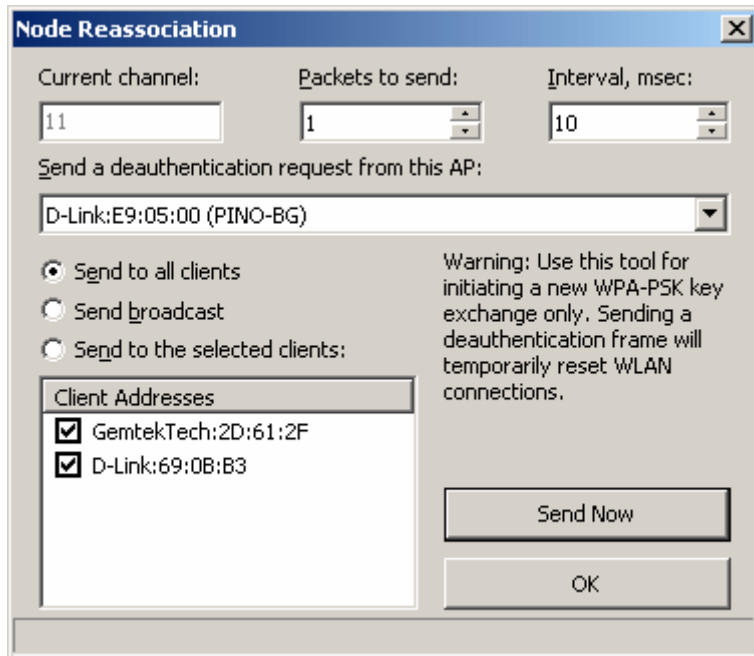 Node Reassociation
Current channel:
Packets to send:
Interval, msec:
11
1
10
Send a deauthentication request from this AP:
D-Link:E9:05:00 (PINO-BG)
Send to all clients
Send broadcast
Send to the selected clients:
Client Addresses
GemtekTech:2D:61:2F
D-Link:69:0B:B3
Warning: Use this tool for
initiating a new WPA-PSK key
exchange only. Sending a
deauthentication frame will
temporarily reset WLAN
connections.
Send Now
OK